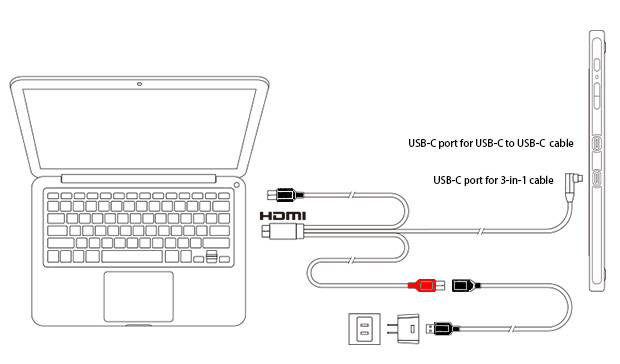 USB-C port for USB-C to USB-C cable
USB-C port for 3-in-1 cable
HDMI